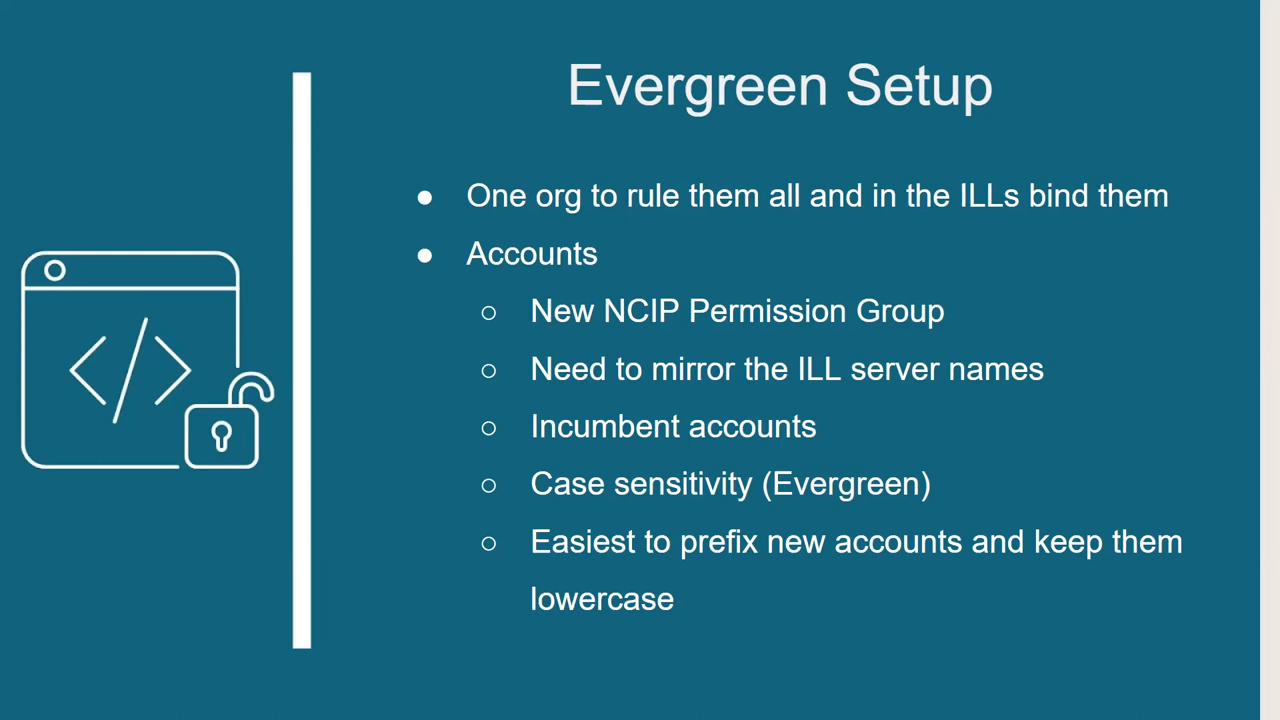 Evergreen Setup
● One org to rule them all and in the ILLs bind them
● Accounts
○ New NCIP Permission Group
○ Need to mirror the ILL server names
○ Incumbent accounts
○ Case sensitivity (Evergreen)
○ Easiest to prefix new accounts and keep them
lowercase